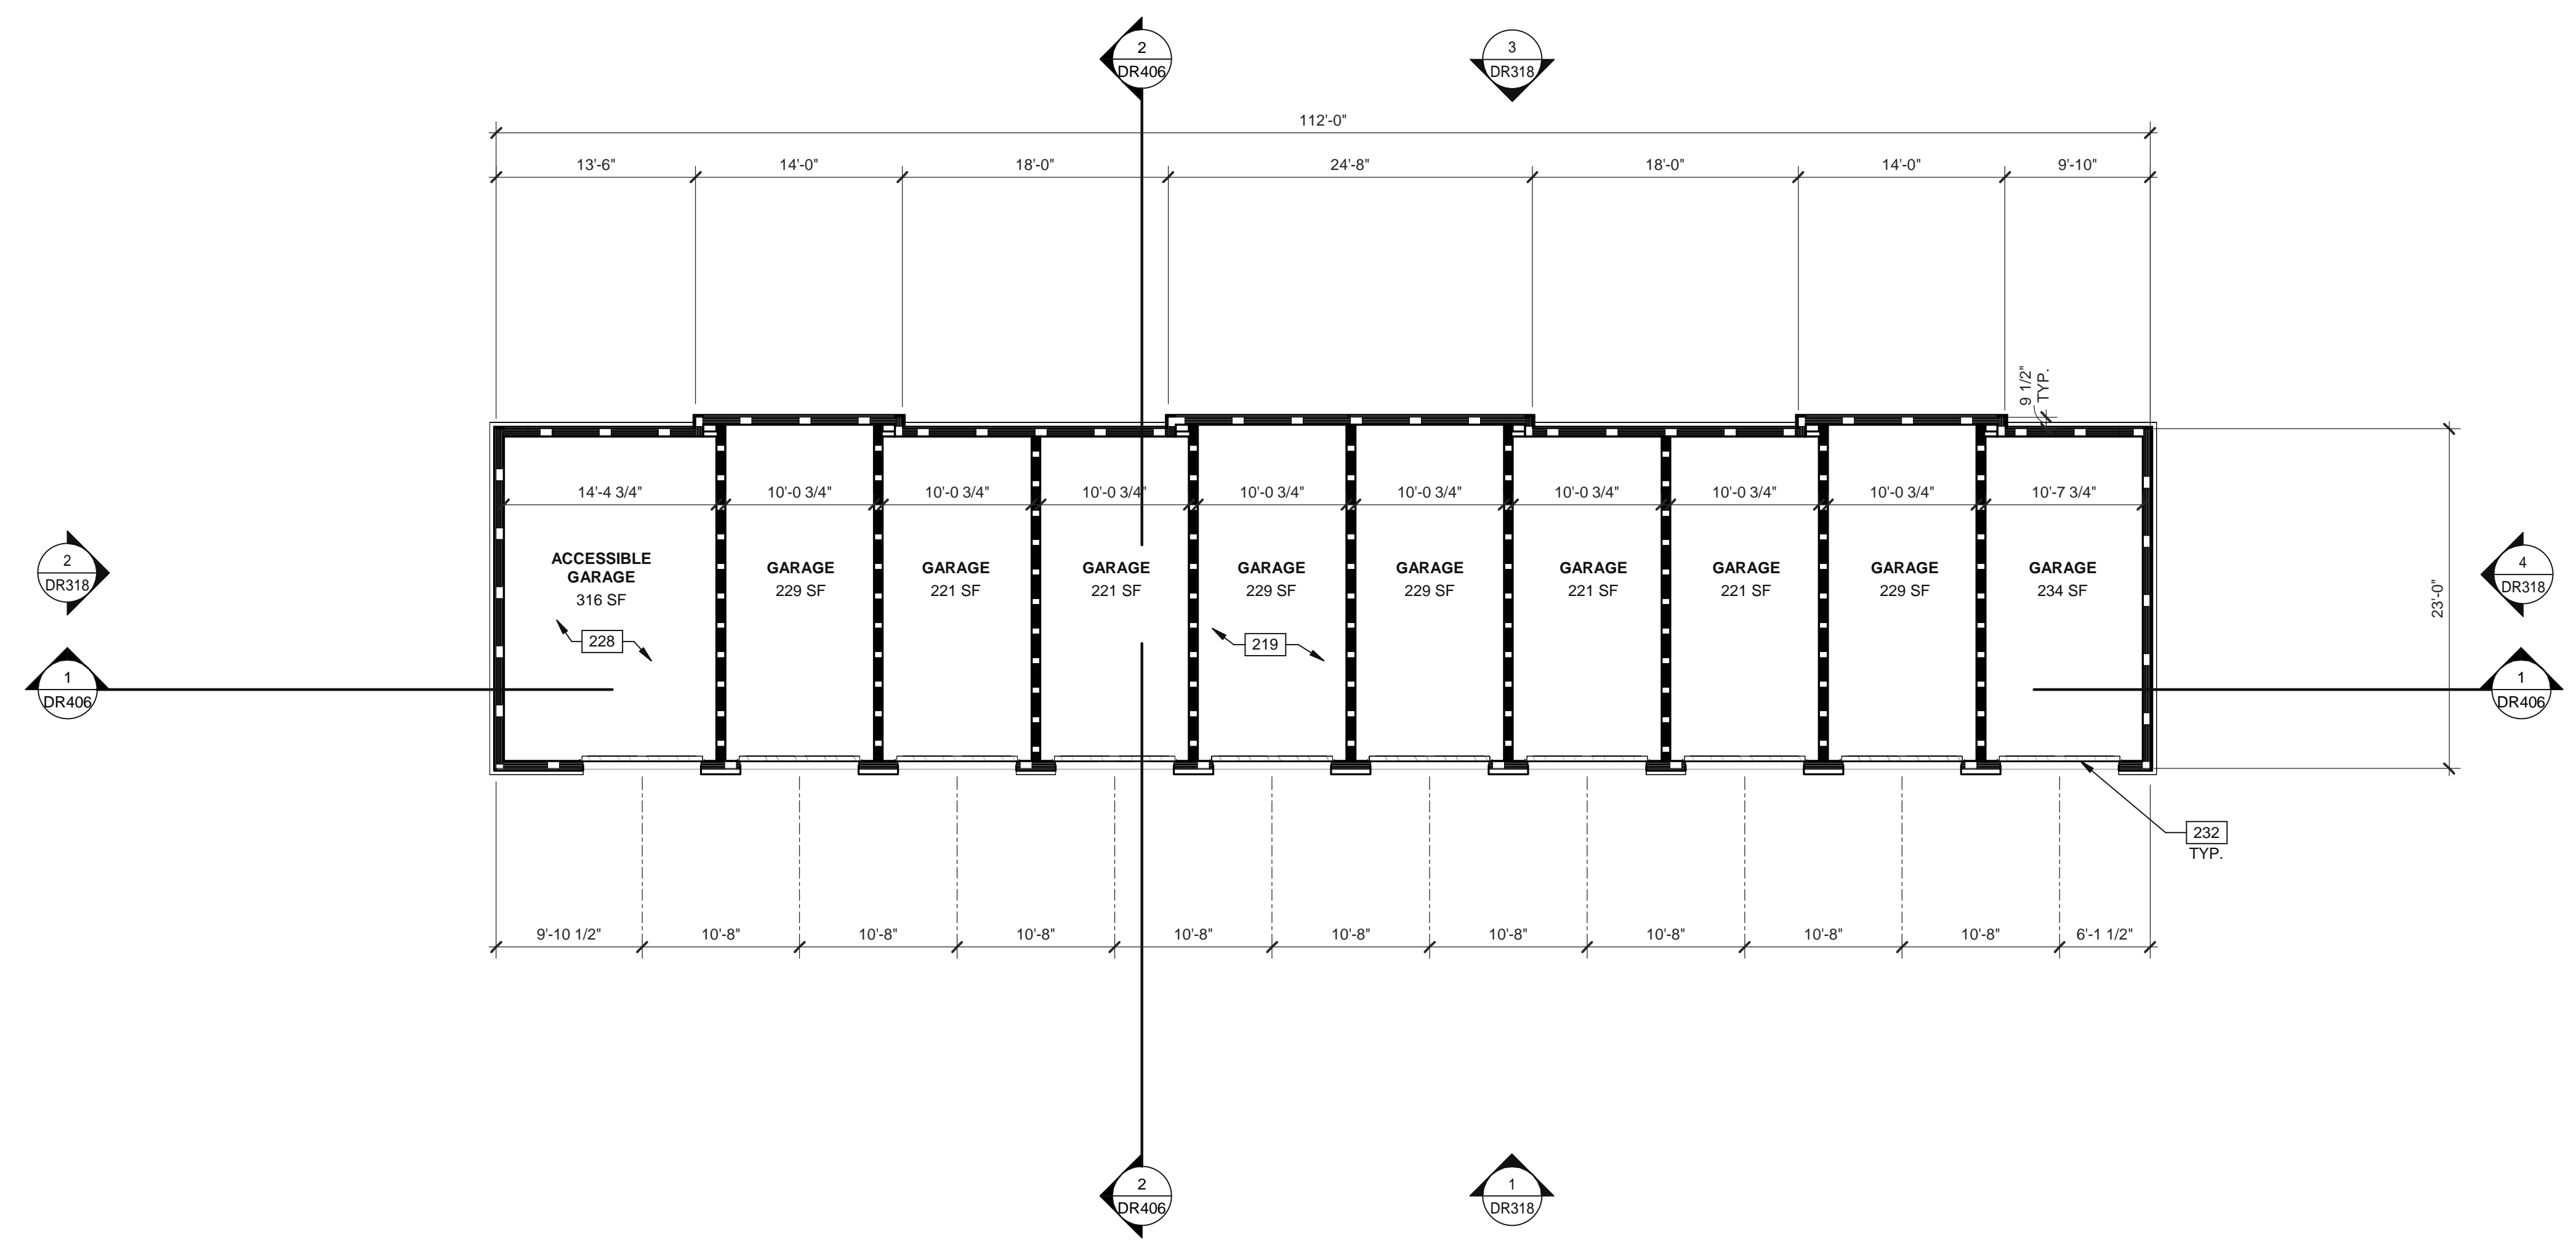 2
DR406
3
DR318
112'-0"
13'-6"
14'-0"
18'-0"
24'-8"
18'-0"
14'-0"
9'-10"
9 1/2"
TYP.
14'-4 3/4"
10'-0 3/4"
10'-0 3/4"
10'-0 3/4"
10'-0 3/4"
10'-0 3/4"
10'-0 3/4"
10'-0 3/4"
10'-0 3/4"
10'-7 3/4"
2
DR318
ACCESSIBLE
GARAGE
316 SF
GARAGE
229 SF
GARAGE
221 SF
GARAGE
221 SF
GARAGE
229 SF
GARAGE
229 SF
GARAGE
221 SF
GARAGE
221 SF
GARAGE
229 SF
GARAGE
234 SF
4
DR318
23'-0"
228
219
1
DR406
1
DR406
232
TYP.
9'-10 1/2"
10'-8"
10'-8"
10'-8"
10'-8"
10'-8"
10'-8"
10'-8"
10'-8"
10'-8"
6'-1 1/2"
2
DR406
1
DR318